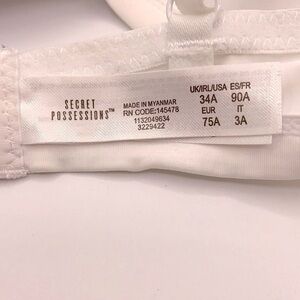 SECRET
POSSESSIONS™
MADE IN MYANMAR
RN CODE:145478
1132049634
3229422
UK/IRL/USA ES/FR
34A 90A
EUR IT
75A 3A